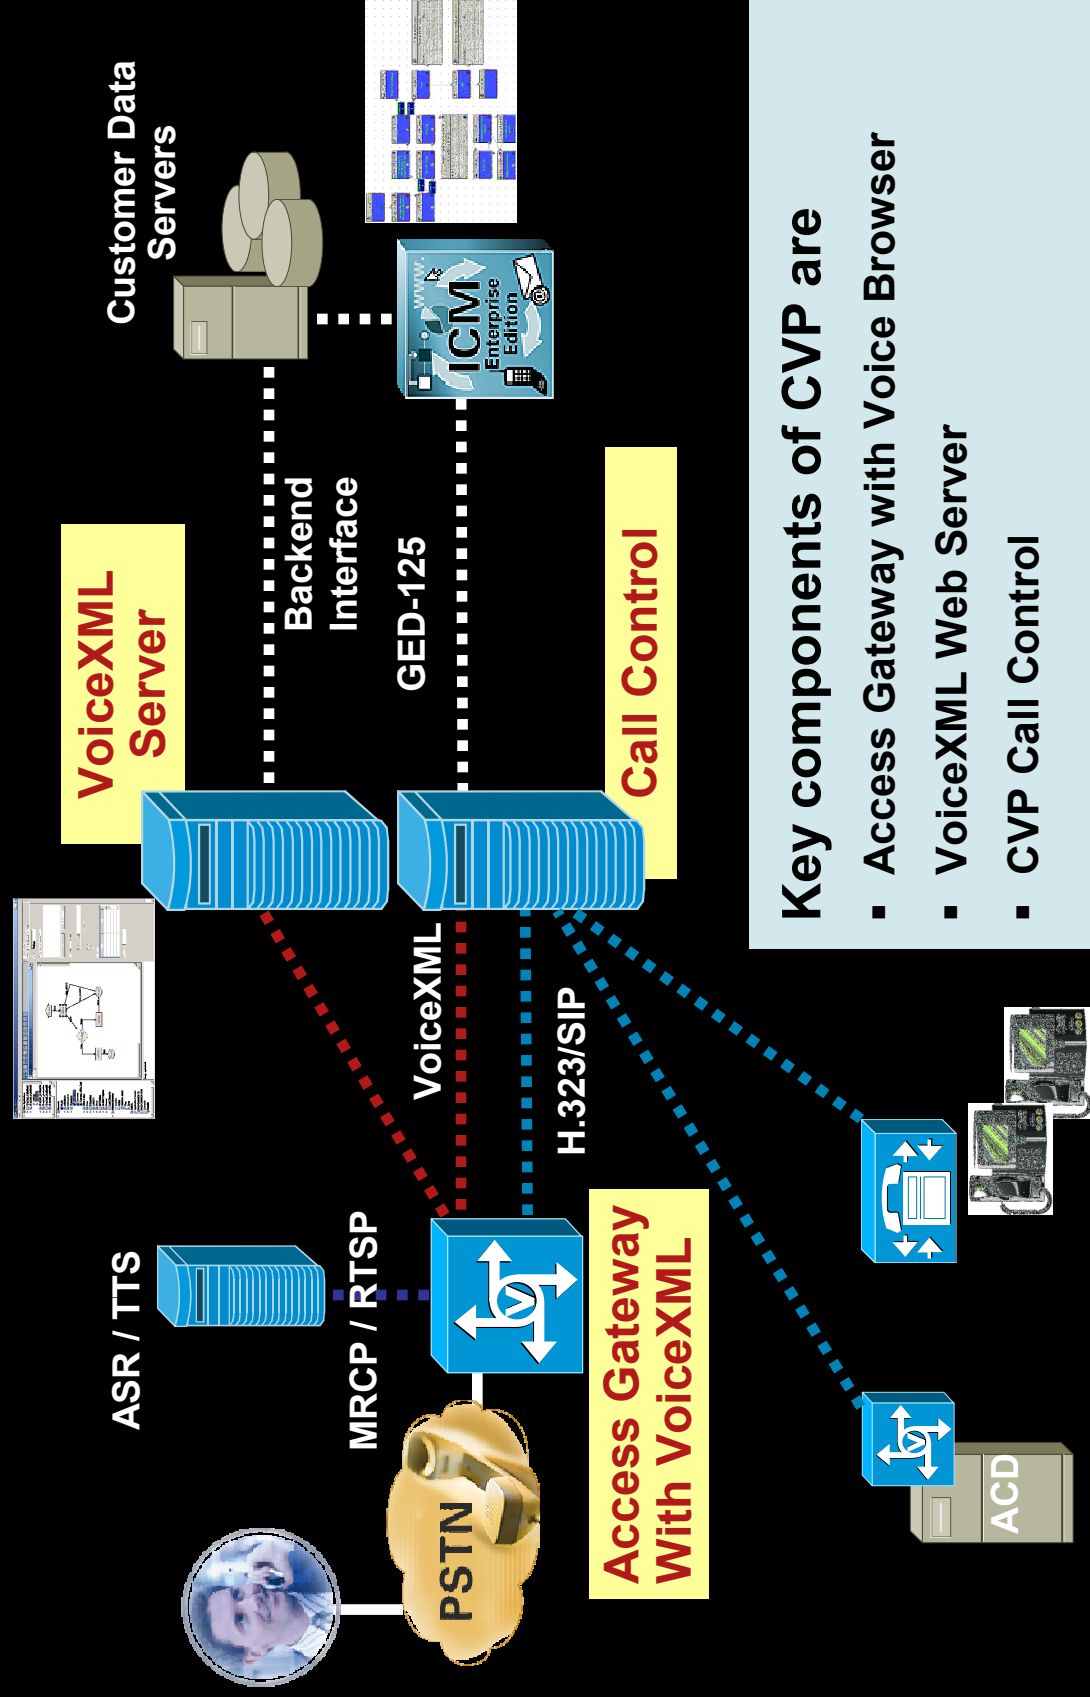 Customer Data
Servers
VoiceXML
Server
Backend
Interface
WWW.
ICM
Enterprise
Edition
@
GED-125
ASR / TTS
MRCP / RTSP
VoiceXML
Call Control
H.323/SIP
PSTN
V
Access Gateway
With VoiceXML
V
ACD
Key components of CVP are
▪ Access Gateway with Voice Browser
▪ VoiceXML Web Server
▪ CVP Call Control